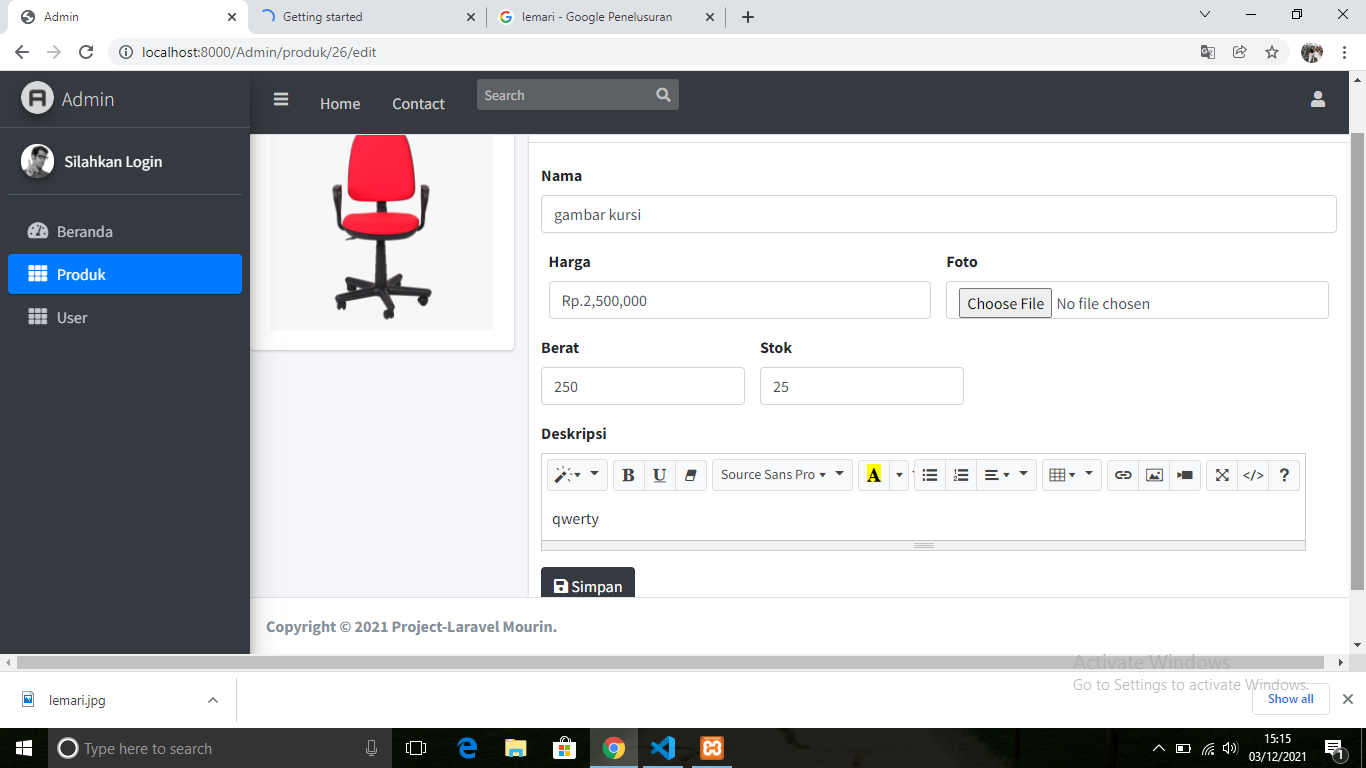 Admin
Getting started
lemari - Google Penelusuran
localhost:8000/Admin/produk/26/edit
Admin
Home
Contact
Search
Silahkan Login
Beranda
Produk
User
Nama
gambar kursi
Harga
Foto
Rp.2,500,000
Choose File No file chosen
Berat
Stok
250
25
Deskripsi
B U Source Sans Pro A </> ?
qwerty
Simpan
Copyright © 2021 Project-Laravel Mourin.
Activate Windows
Go to Settings to activate Windows.
lemari.jpg
Show all
Type here to search
15:15
03/12/2021
1